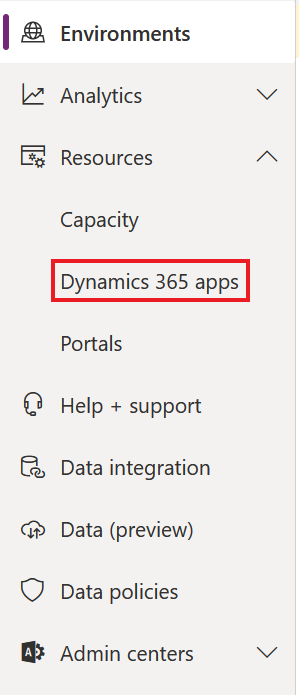 Environments
Analytics
Resources
Capacity
Dynamics 365 apps
Portals
Help + support
Data integration
Data (preview)
Data policies
Admin centers